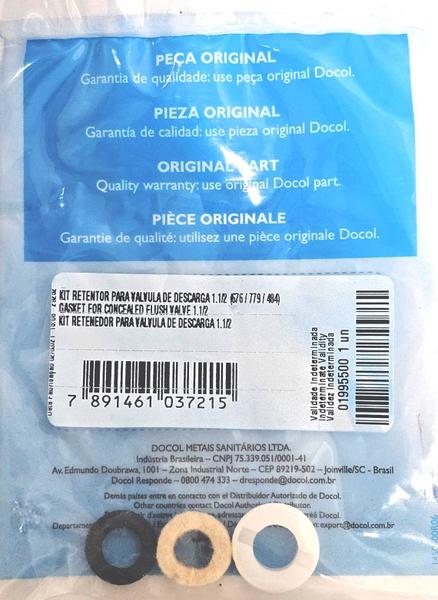 PEÇA ORIGINAL
Garantia de qualidade: use peça original Docol.
PIEZA ORIGINAL
Garantía de calidad: use pieza original Docol.
ORIGINAL PART
Quality warranty: use original Docol part.
PIÈCE ORIGINALE
Garantie de qualité: utilisez une pièce originale Docol.
KIT RETENTOR PARA VALVULA DE DESCARGA 1.1/2 (676 / 779 / 484)
GASKET FOR CONCEALED FLUSH VALVE 1.1/2
KIT RETENEDOR PARA VALVULA DE DESCARGA 1.1/2
7 891461 037215
Validade Indeterminada
Indeterminate Validity
Validez Indeterminada
01995500 1 un
DOCOL METAIS SANITÁRIOS LTDA.
Indústria Brasileira – CNPJ 75.339.051/0001-41
Av. Edmundo Doubrawa, 1001 – Zona Industrial Norte – CEP 89219-502 – Joinville/SC - Brasil
Docol Responde – 0800 474 333 – dresponde@docol.com.br
Demás países entre en contacto con el Distribuidor Autorizado de Docol.
Other countries contact Docol Authorized Distributor.